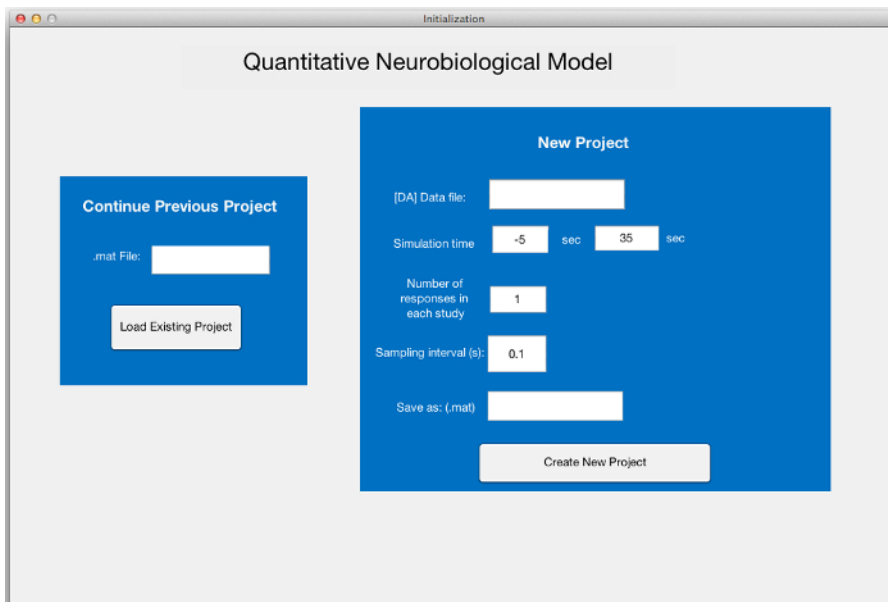 Initialization
Quantitative Neurobiological Model
Continue Previous Project
.mat File:
Load Existing Project
New Project
[DA] Data file:
Simulation time -5 sec 35 sec
Number of
responses in
each study
1
Sampling interval (s): 0.1
Save as: (.mat)
Create New Project